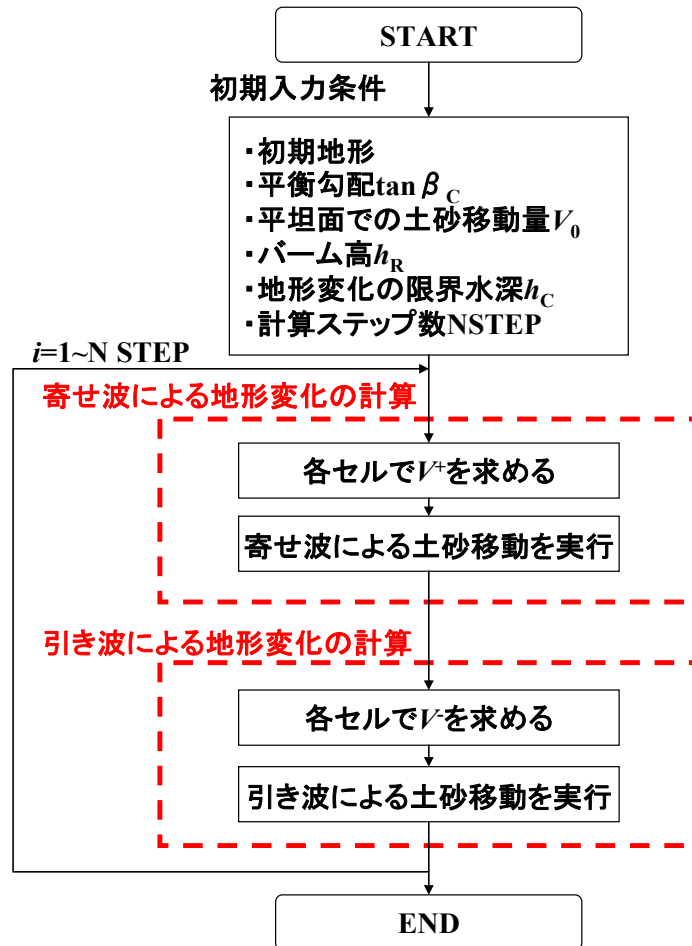 START
初期入力条件
・初期地形
・平衡勾配tanβC
・平坦面での土砂移動量V0
・バーム高hR
・地形変化の限界水深hC
・計算ステップ数NSTEP
i=1~N STEP
寄せ波による地形変化の計算
各セルでV+を求める
寄せ波による土砂移動を実行
引き波による地形変化の計算
各セルでV-を求める
引き波による土砂移動を実行
END